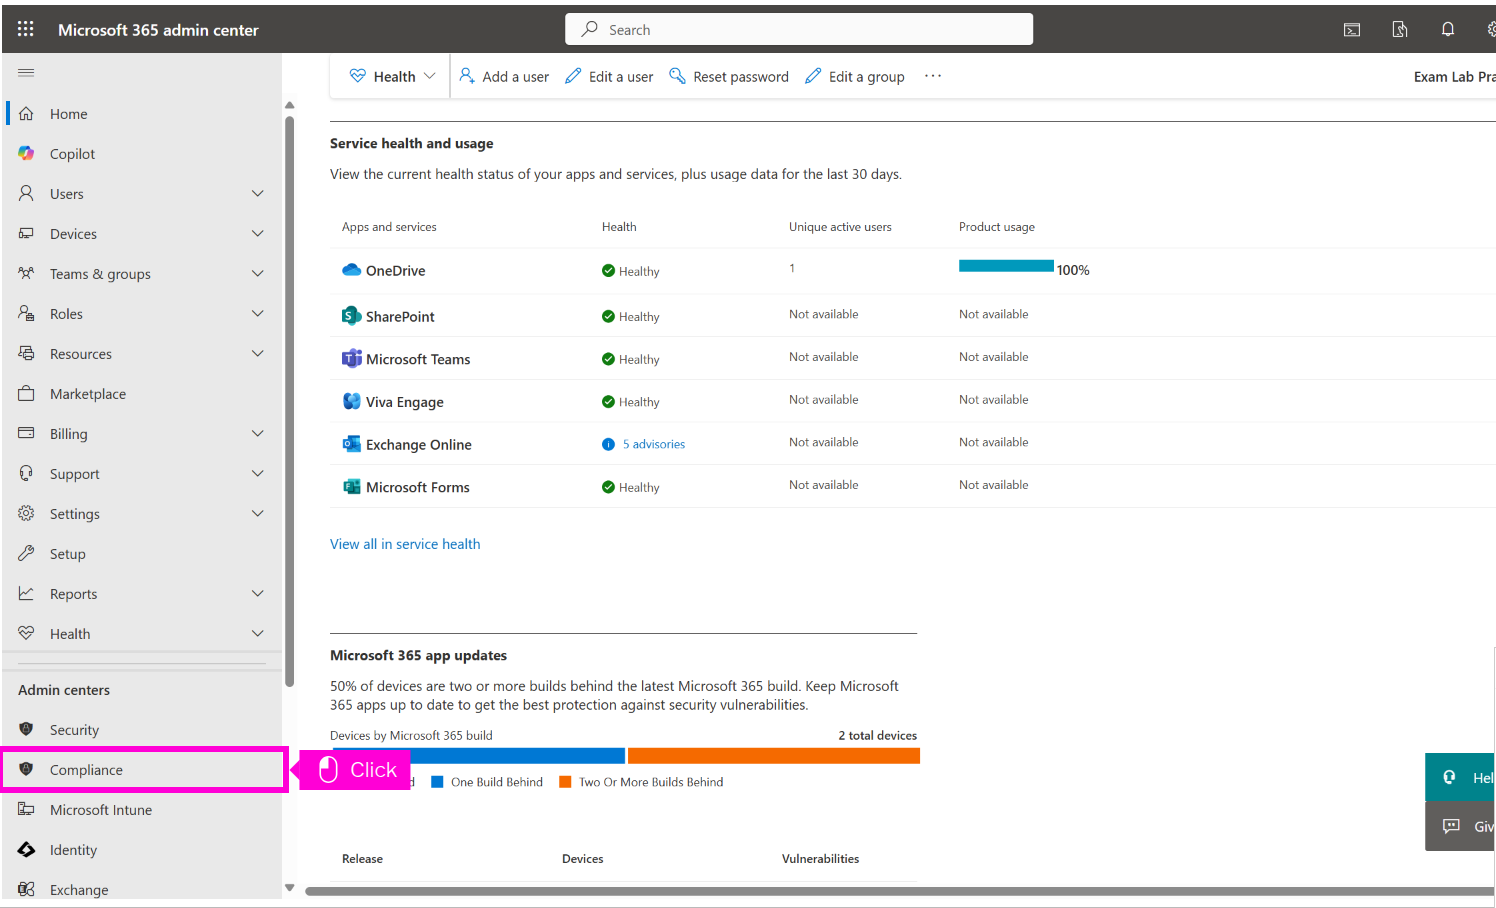 Microsoft 365 admin center
Search
Health
Add a user
Edit a user
Reset password
Edit a group
Exam Lab Pra
Home
Copilot
Users
Devices
Teams & groups
Roles
Resources
Marketplace
Billing
Support
Settings
Setup
Reports
Health
Admin centers
Security
Compliance
Microsoft Intune
Identity
Exchange
Click
Service health and usage
View the current health status of your apps and services, plus usage data for the last 30 days.
Apps and services Health Unique active users Product usage
OneDrive Healthy 1 100%
SharePoint Healthy Not available Not available
Microsoft Teams Healthy Not available Not available
Viva Engage Healthy Not available Not available
Exchange Online 5 advisories Not available Not available
Microsoft Forms Healthy Not available Not available
View all in service health
Microsoft 365 app updates
50% of devices are two or more builds behind the latest Microsoft 365 build. Keep Microsoft
365 apps up to date to get the best protection against security vulnerabilities.
Devices by Microsoft 365 build 2 total devices
One Build Behind Two Or More Builds Behind
Release Devices Vulnerabilities
Hel
Giv